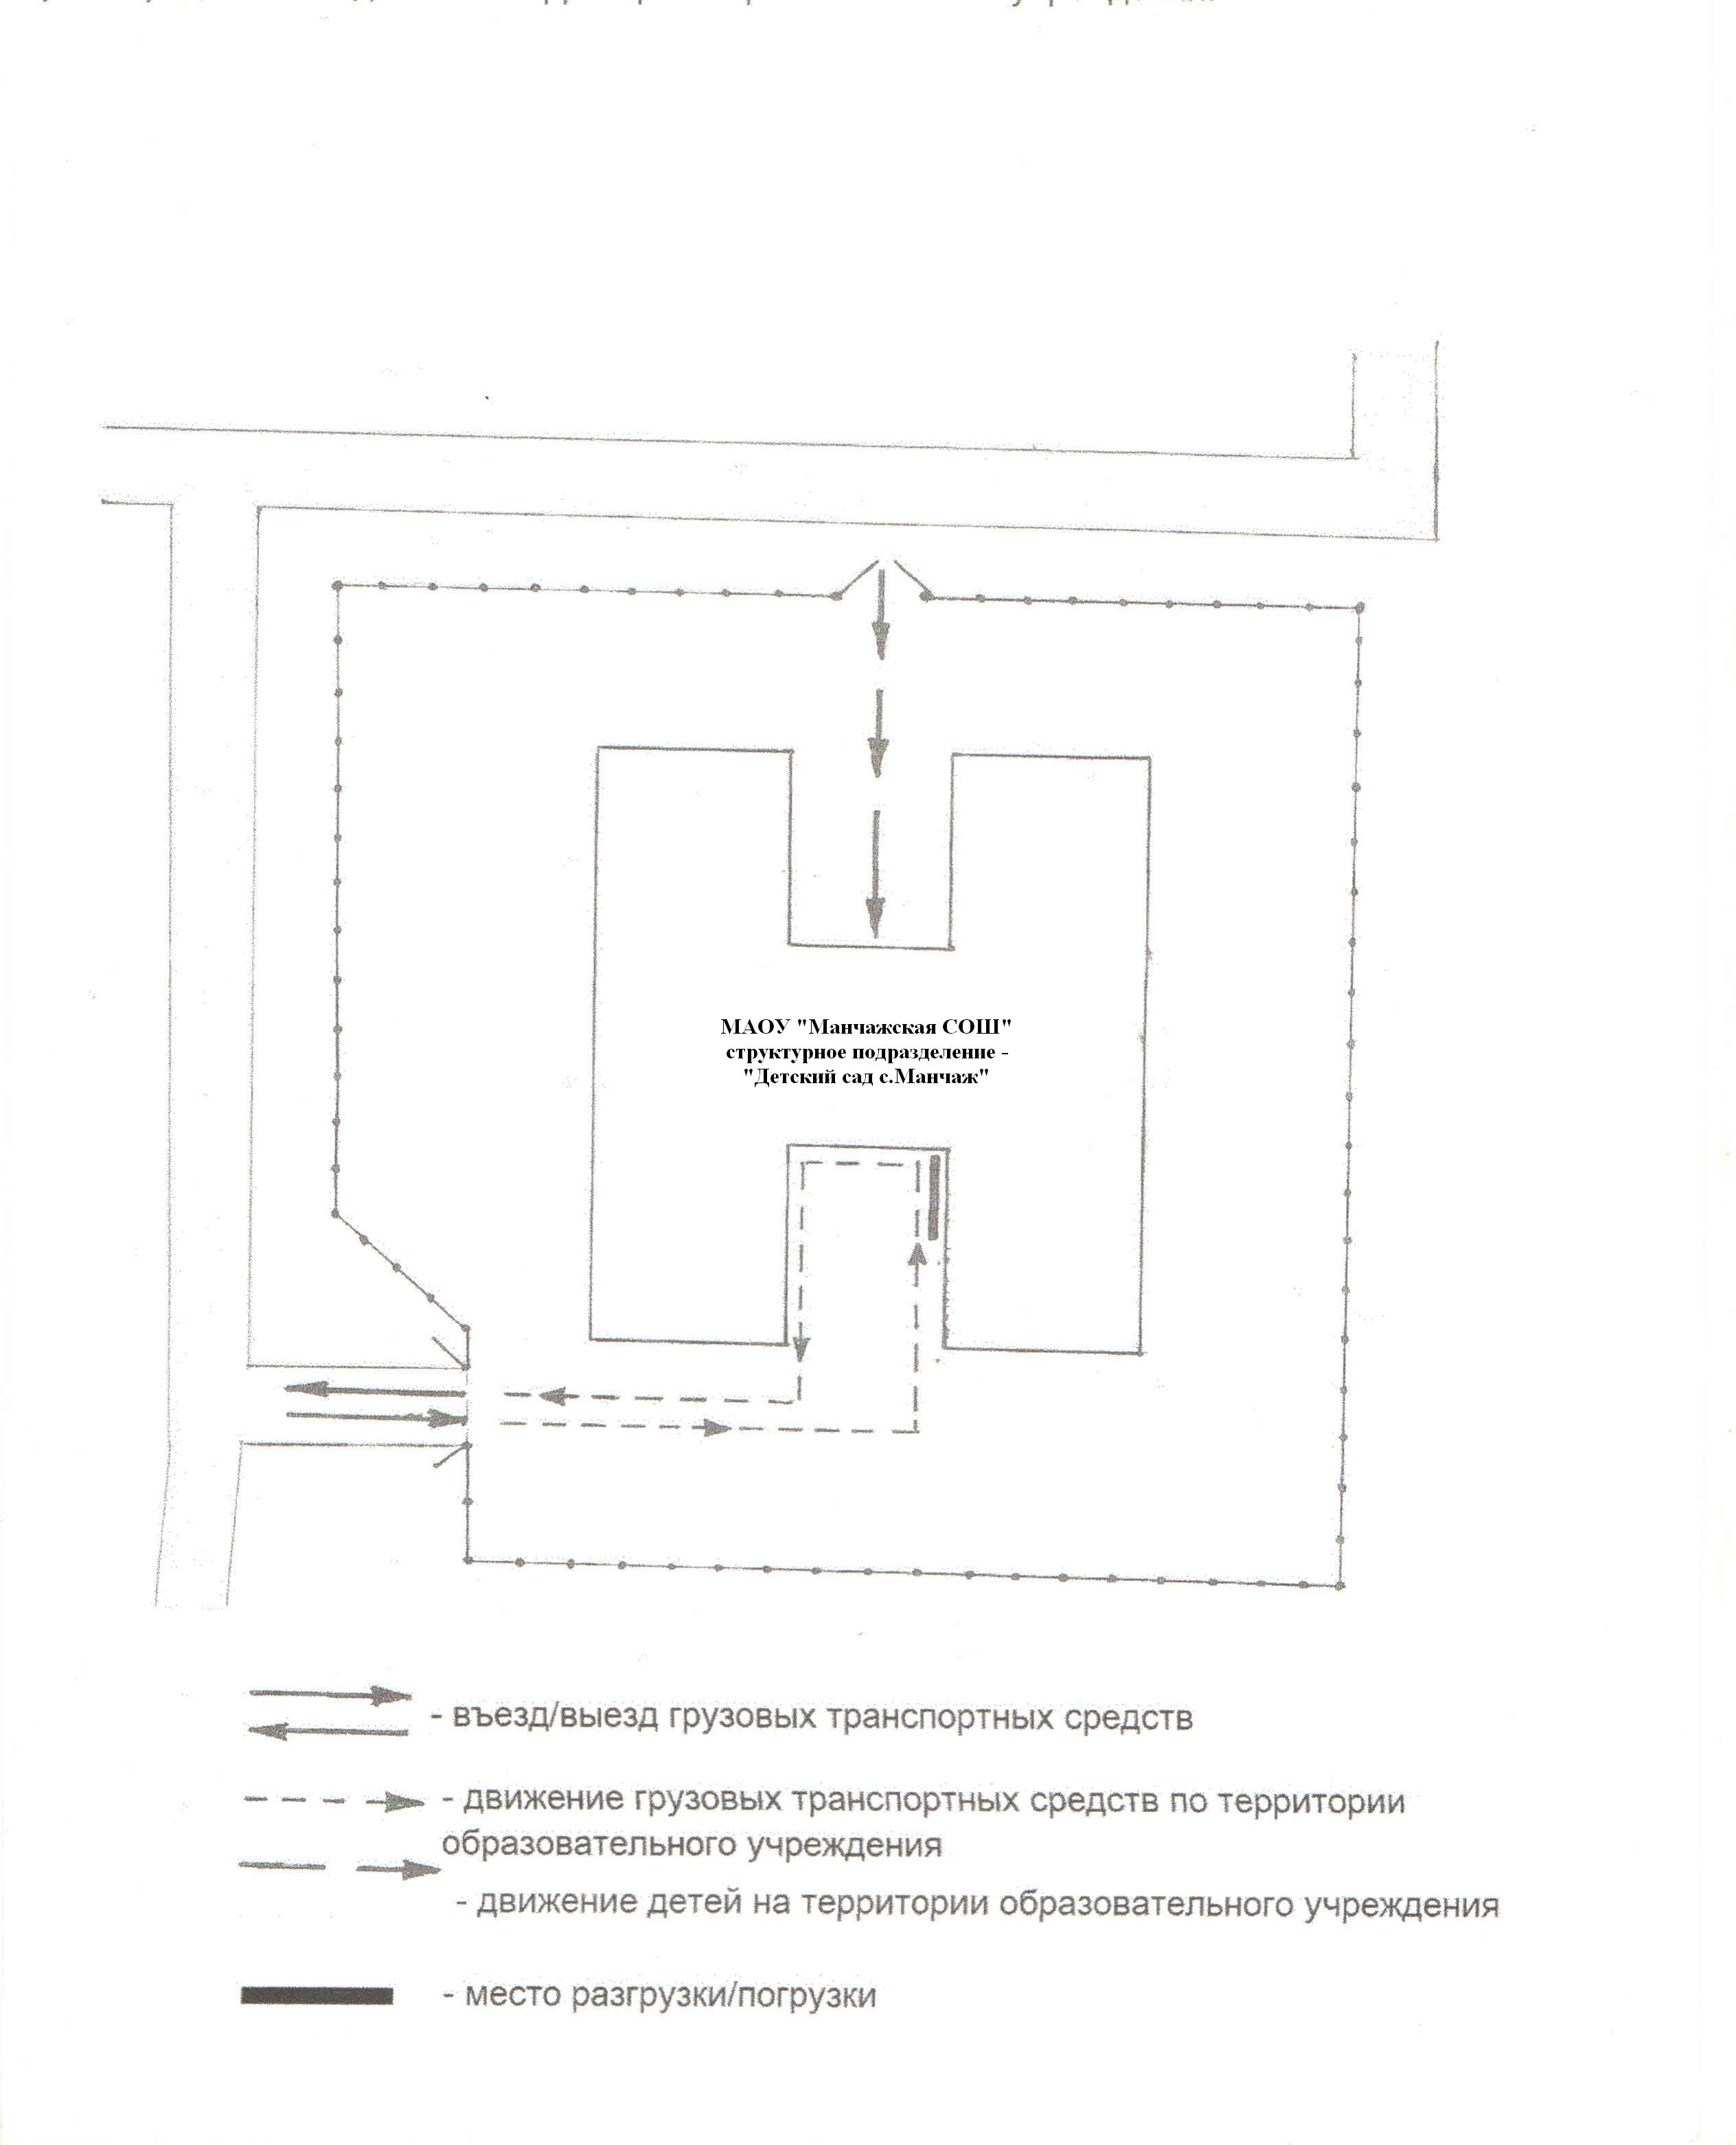 МАОУ "Манчажская СОШ"
структурное подразделение -
"Детский сад с.Манчаж"
- въезд/выезд грузовых транспортных средств
- движение грузовых транспортных средств по территории
образовательного учреждения
- движение детей на территории образовательного учреждения
- место разгрузки/погрузки